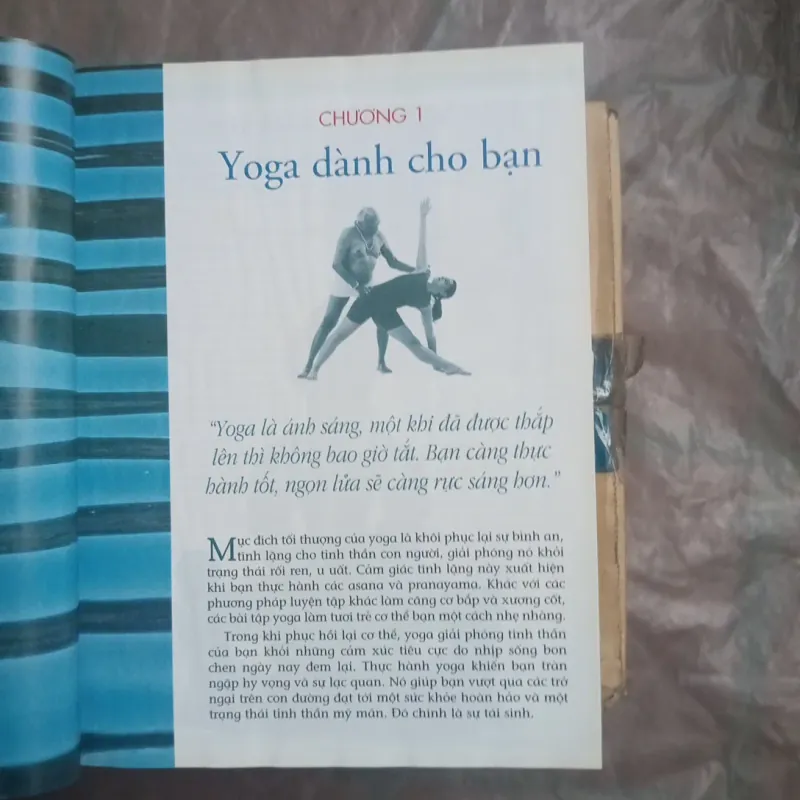 CHƯƠNG 1
Yoga dành cho bạn
"Yoga là ánh sáng, một khi đã được thắp
lên thì không bao giờ tắt. Bạn càng thực
hành tốt, ngọn lửa sẽ càng rực sáng hơn."
Mục đích tối thượng của yoga là khôi phục lại sự bình an,
tĩnh lặng cho tinh thần con người, giải phóng nó khỏi
trạng thái rối ren, u uất. Cảm giác tĩnh lặng này xuất hiện
khi bạn thực hành các asana và pranayama. Khác với các
phương pháp luyện tập khác làm căng cơ bắp và xương cốt,
các bài tập yoga làm tươi trẻ cơ thể bạn một cách nhẹ nhàng.
Trong khi phục hồi lại cơ thể, yoga giải phóng tinh thần
của bạn khỏi những cảm xúc tiêu cực do nhịp sống bon
chen ngày nay đem lại. Thực hành yoga khiến bạn tràn
ngập hy vọng và sự lạc quan. Nó giúp bạn vượt qua các trở
ngại trên con đường đạt tới một sức khỏe hoàn hảo và một
trạng thái tinh thần mỹ mãn. Đó chính là sự tái sinh.